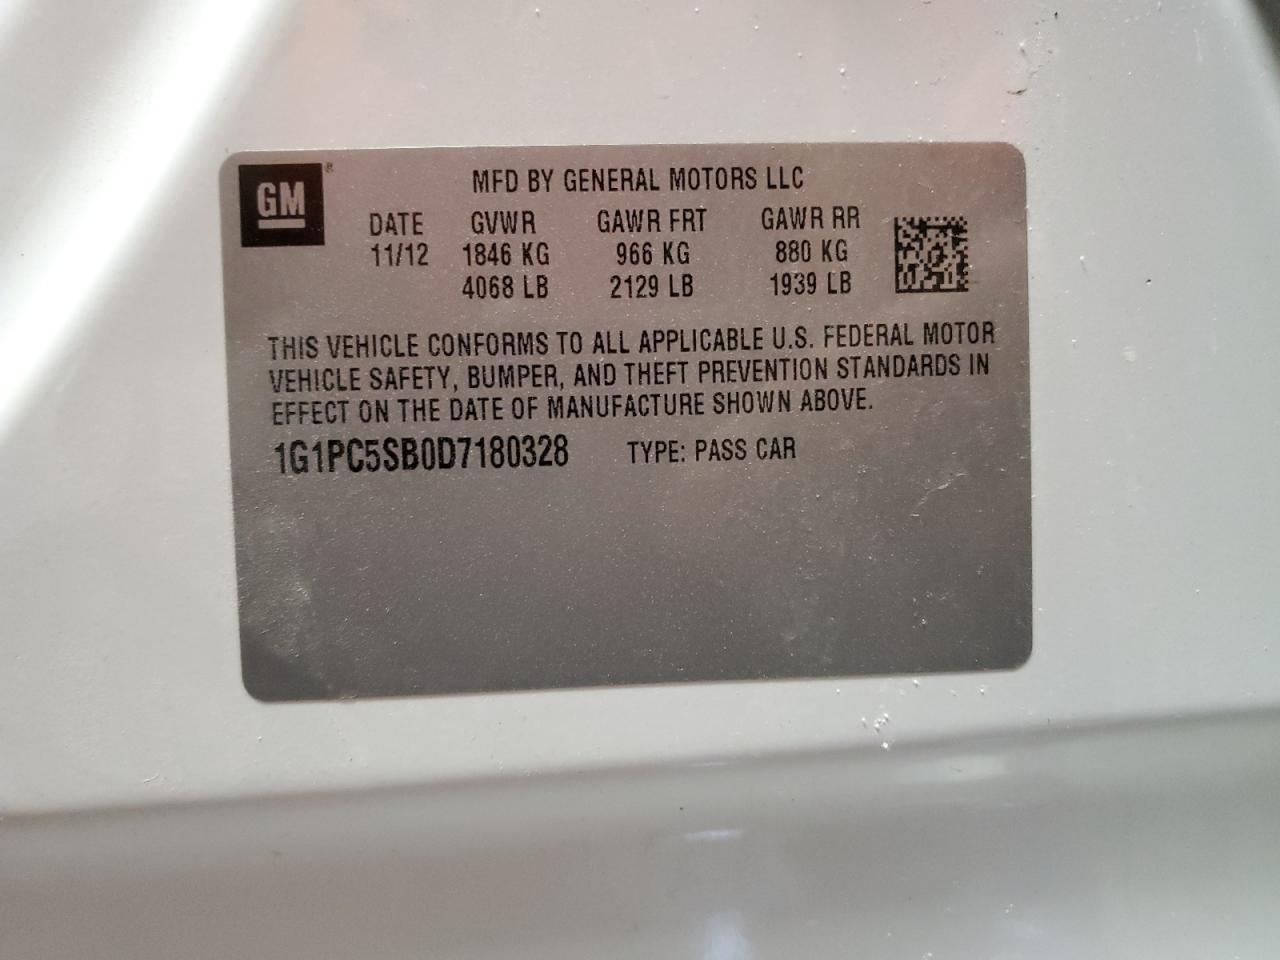 GM ®
MFD BY GENERAL MOTORS LLC
DATE GVWR GAWR FRT GAWR RR
11/12 1846 KG 966 KG 880 KG
4068 LB 2129 LB 1939 LB
THIS VEHICLE CONFORMS TO ALL APPLICABLE U.S. FEDERAL MOTOR
VEHICLE SAFETY, BUMPER, AND THEFT PREVENTION STANDARDS IN
EFFECT ON THE DATE OF MANUFACTURE SHOWN ABOVE.
1G1PC5SB0D7180328 TYPE: PASS CAR